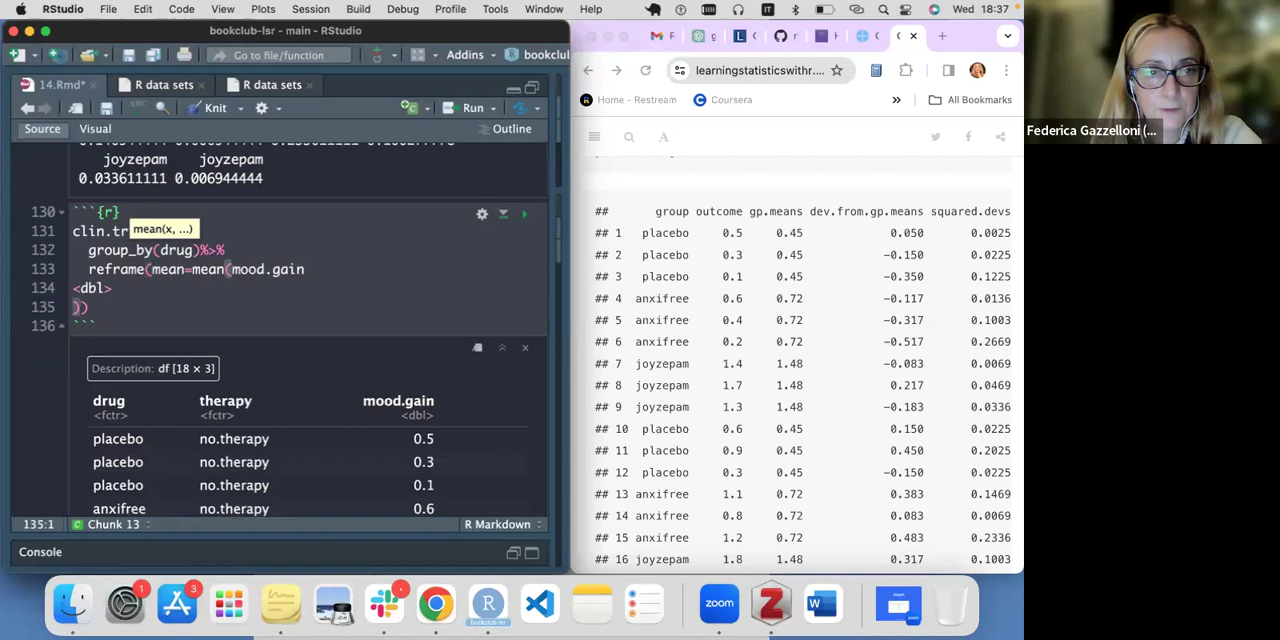 RStudio File Edit Code View Plots Session Build Debug Profile Tools Window Help Wed 18:37
bookclub-lsr - main - RStudio
Go to file/function Addins bookclu
14.Rmd* R data sets R data sets
Knit Run
Source Visual Outline
joyzepam joyzepam
0.033611111 0.006944444
130 ```{r}
131 clin.tr
mean(x, ...)
132 group_by(drug)%>%
133 reframe(mean=mean(mood.gain
134 <dbl>
135 ))
136 ```
Description: df [18 × 3]
drug therapy mood.gain
<fctr> <fctr> <dbl>
placebo no.therapy 0.5
placebo no.therapy 0.3
placebo no.therapy 0.1
anxifree no.therapy 0.6
135:1 Chunk 13 R Markdown
Console
learningstatisticswithr....
Home - Restream Coursera » All Bookmarks
## group outcome gp.means dev.from.gp.means squared.devs
## 1 placebo 0.5 0.45 0.050 0.0025
## 2 placebo 0.3 0.45 -0.150 0.0225
## 3 placebo 0.1 0.45 -0.350 0.1225
## 4 anxifree 0.6 0.72 -0.117 0.0136
## 5 anxifree 0.4 0.72 -0.317 0.1003
## 6 anxifree 0.2 0.72 -0.517 0.2669
## 7 joyzepam 1.4 1.48 -0.083 0.0069
## 8 joyzepam 1.7 1.48 0.217 0.0469
## 9 joyzepam 1.3 1.48 -0.183 0.0336
## 10 placebo 0.6 0.45 0.150 0.0225
## 11 placebo 0.9 0.45 0.450 0.2025
## 12 placebo 0.3 0.45 -0.150 0.0225
## 13 anxifree 1.1 0.72 0.383 0.1469
## 14 anxifree 0.8 0.72 0.083 0.0069
## 15 anxifree 1.2 0.72 0.483 0.2336
## 16 joyzepam 1.8 1.48 0.317 0.1003
Federica Gazzelloni (...
1 3 zoom Z W
bookclub-lsr